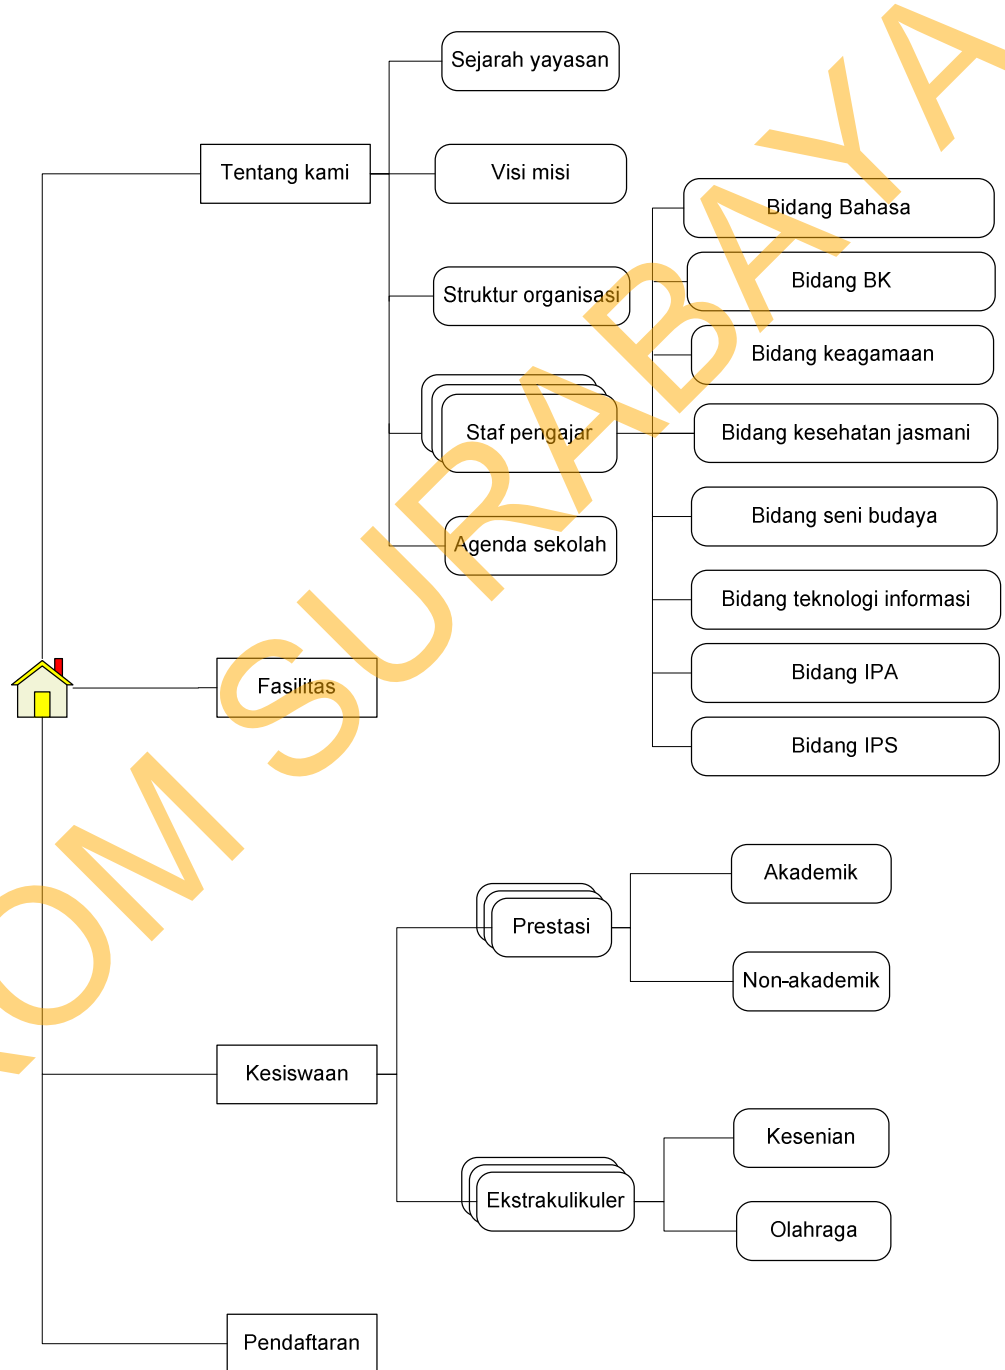 Sejarah yayasan
Tentang kami
Visi misi
Bidang Bahasa
Bidang BK
Struktur organisasi
Bidang keagamaan
Staf pengajar
Bidang kesehatan jasmani
Bidang seni budaya
Agenda sekolah
Bidang teknologi informasi
Bidang IPA
Fasilitas
Bidang IPS
Akademik
Prestasi
Non-akademik
Kesiswaan
Kesenian
Ekstrakulikuler
Olahraga
Pendaftaran
OM SURABAYA